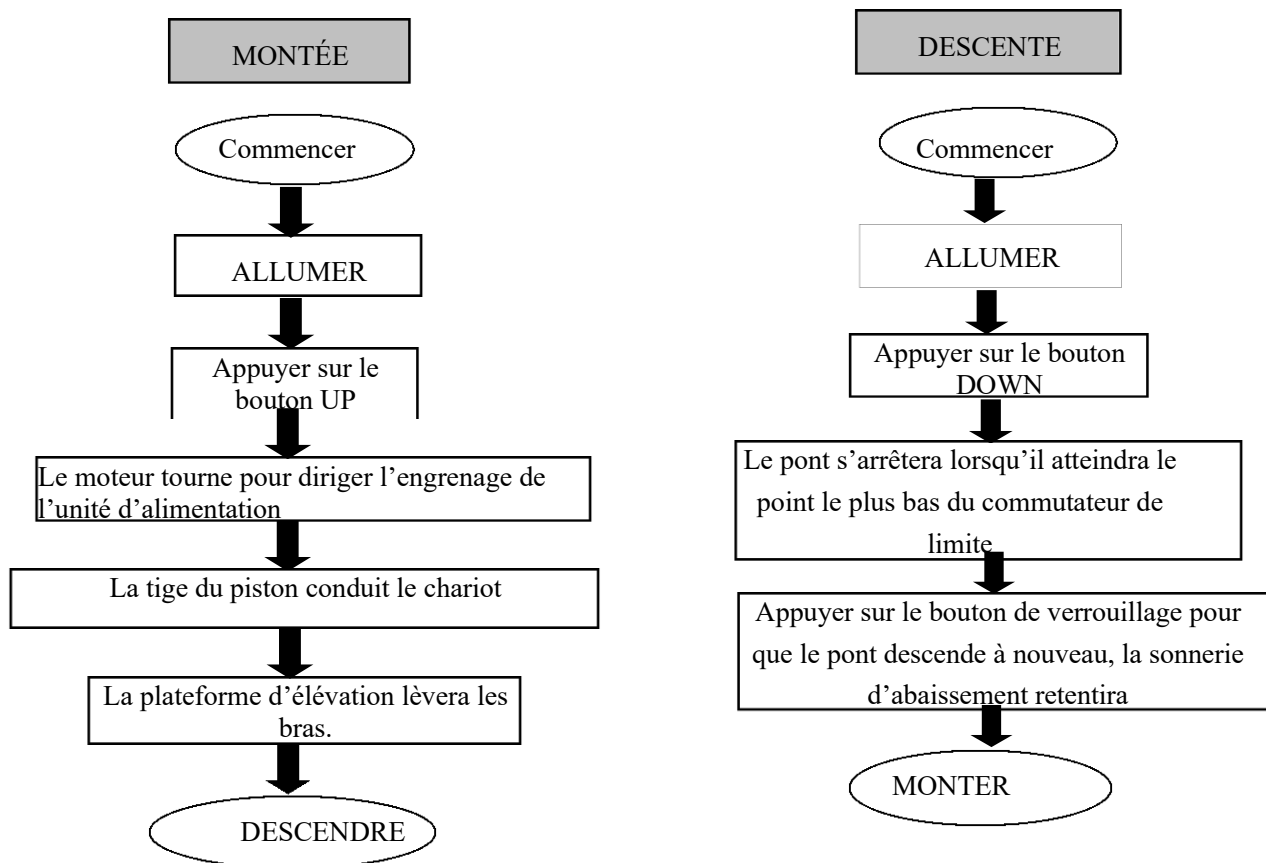 MONTÉE
Commencer
ALLUMER
Appuyer sur le
bouton UP
Le moteur tourne pour diriger l’engrenage de
l’unité d’alimentation
La tige du piston conduit le chariot
La plateforme d’élévation lèvera les
bras.
DESCENDRE
DESCENTE
Commencer
ALLUMER
Appuyer sur le bouton
DOWN
Le pont s’arrêtera lorsqu’il atteindra le
point le plus bas du commutateur de
limite
Appuyer sur le bouton de verrouillage pour
que le pont descende à nouveau, la sonnerie
d’abaissement retentira
MONTER